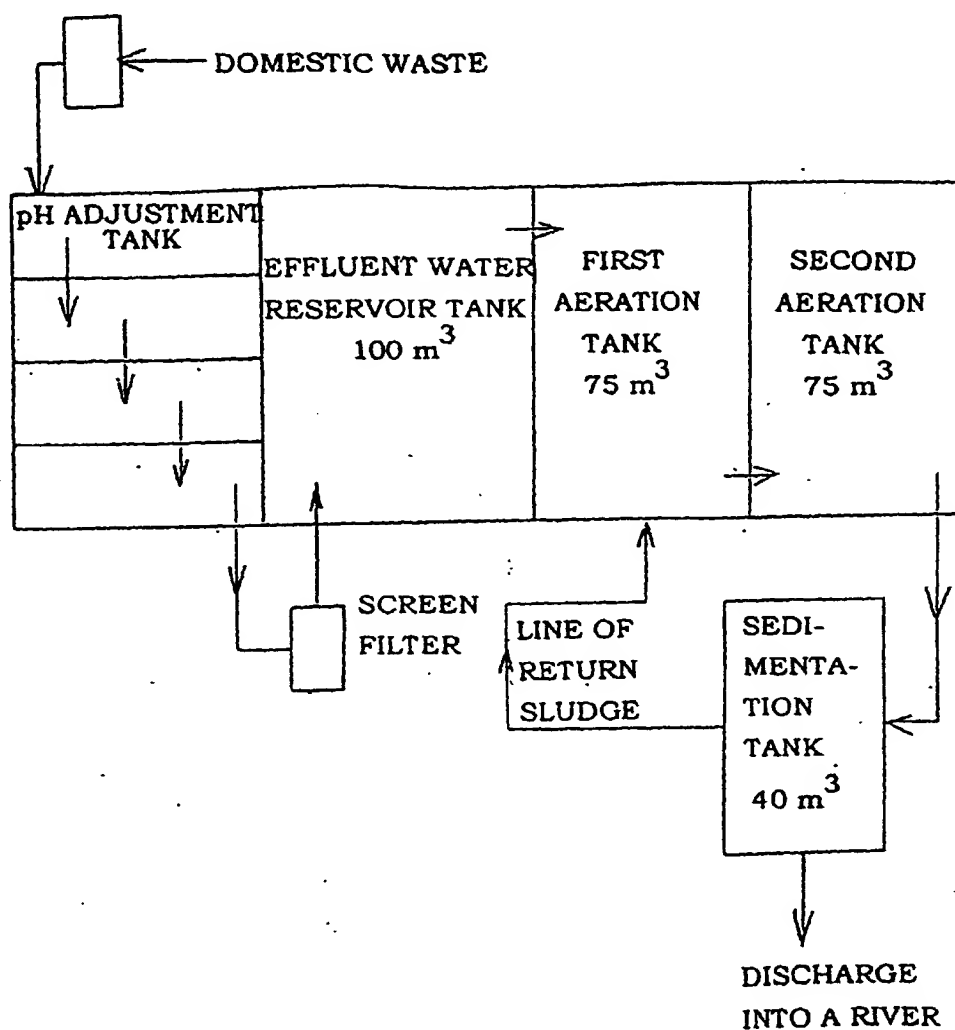 DOMESTIC WASTE
pH ADJUSTMENT
TANK
EFFLUENT WATER
RESERVOIR TANK
100 m³
FIRST
AERATION
TANK
75 m³
SECOND
AERATION
TANK
75 m³
SCREEN
FILTER
LINE OF
RETURN
SLUDGE
SEDI-
MENTA-
TION
TANK
40 m³
DISCHARGE
INTO A RIVER